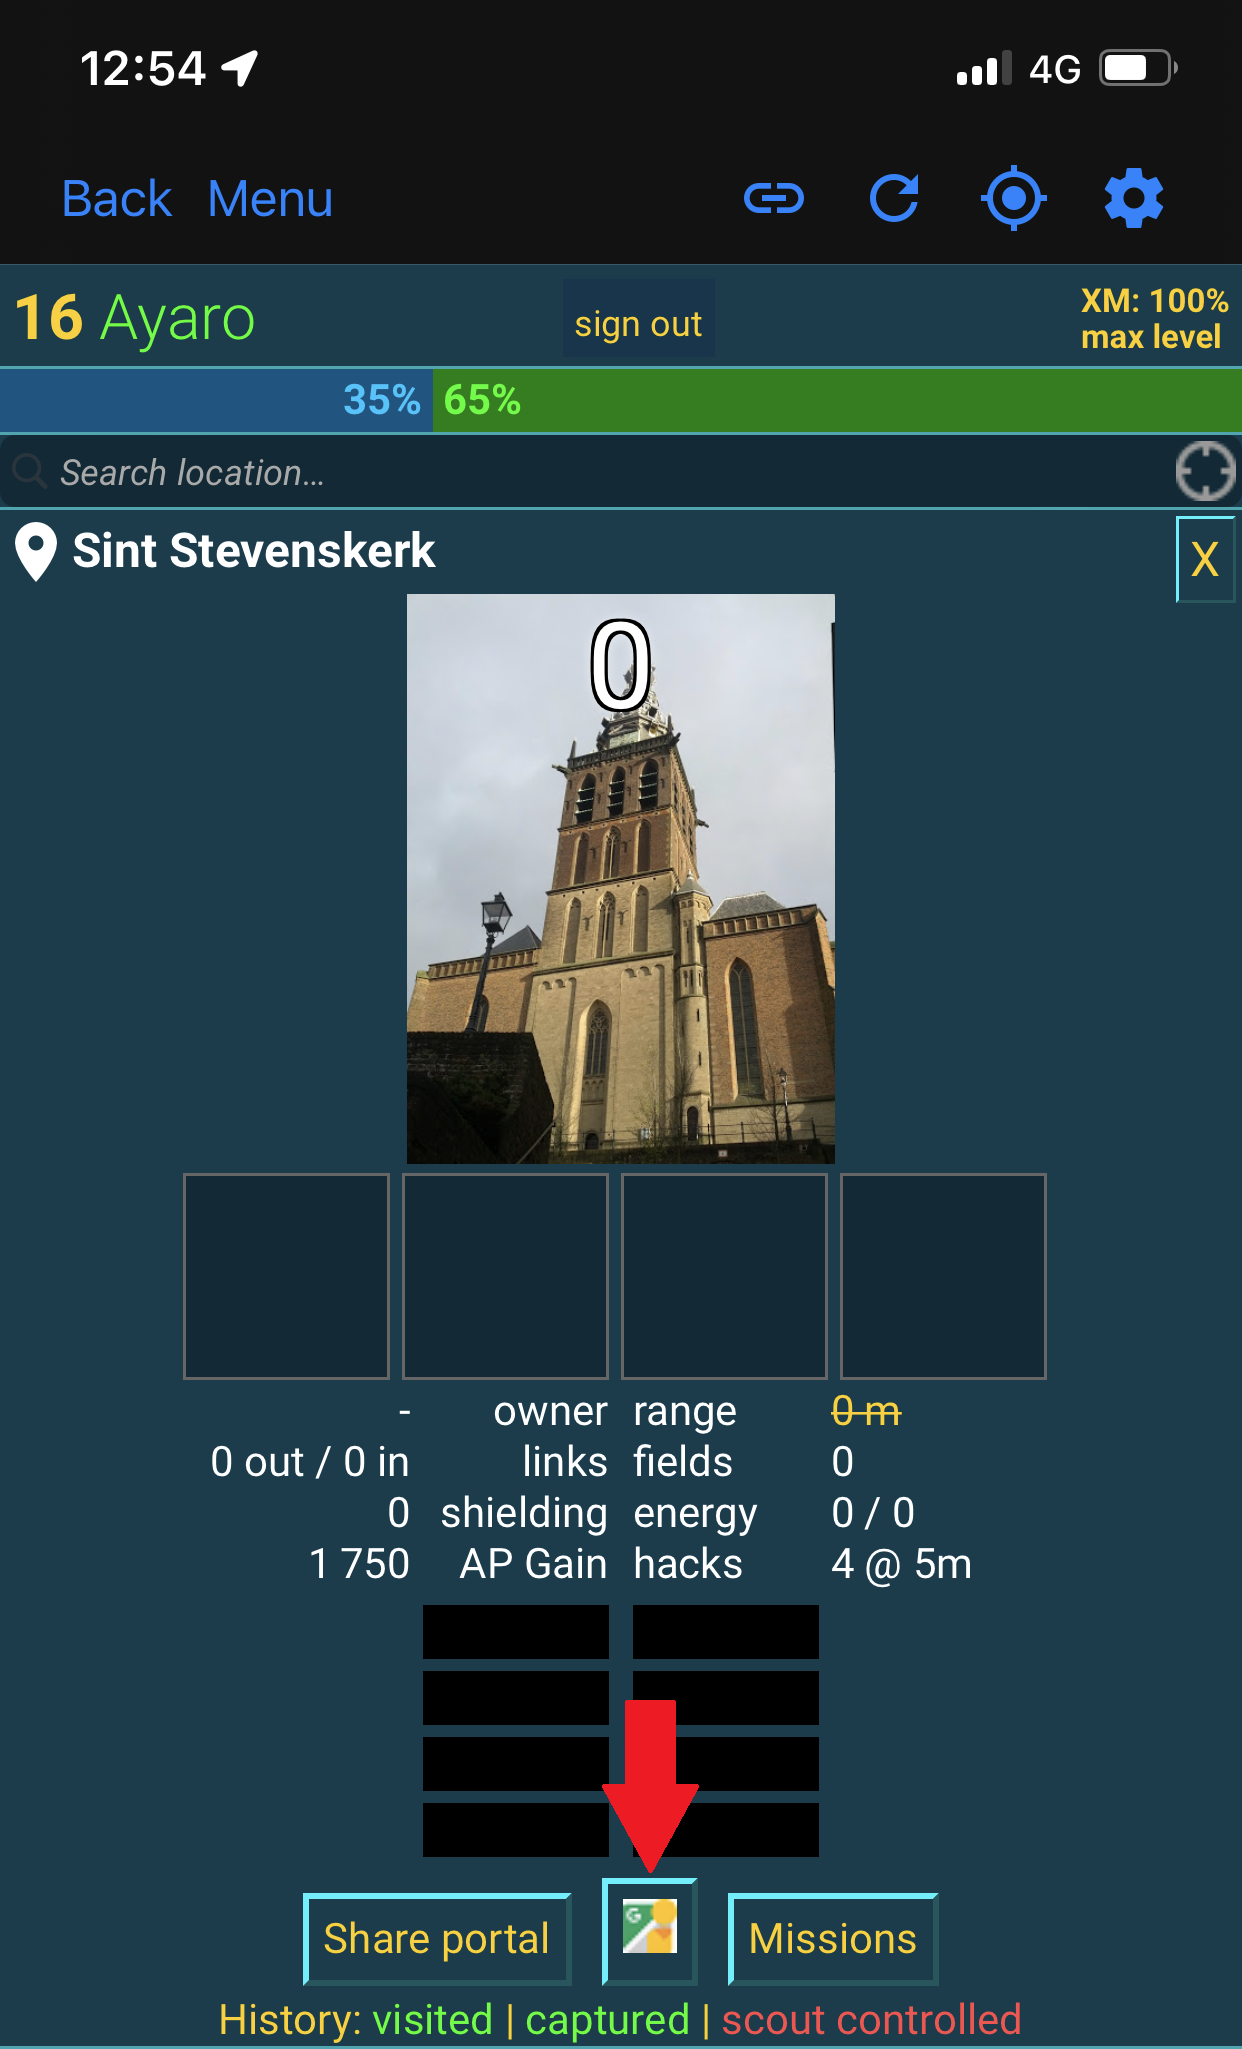 12:54 4G
Back Menu
16 Ayaro sign out XM: 100%
max level
35% 65%
Search location...
Sint Stevenskerk X
0
- owner range 0 m
0 out / 0 in links fields 0
0 shielding energy 0 / 0
1 750 AP Gain hacks 4 @ 5m
G
Share portal Missions
History: visited | captured | scout controlled